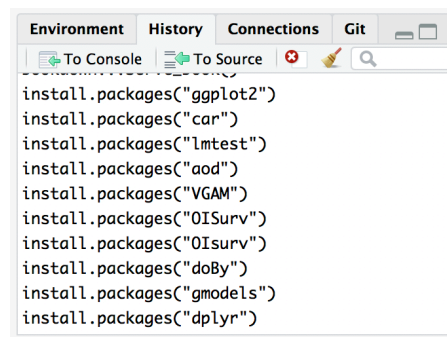 Environment History Connections Git
To Console To Source
install.packages("ggplot2")
install.packages("car")
install.packages("lmtest")
install.packages("aod")
install.packages("VGAM")
install.packages("OISurv")
install.packages("OIsurv")
install.packages("doBy")
install.packages("gmodels")
install.packages("dplyr")